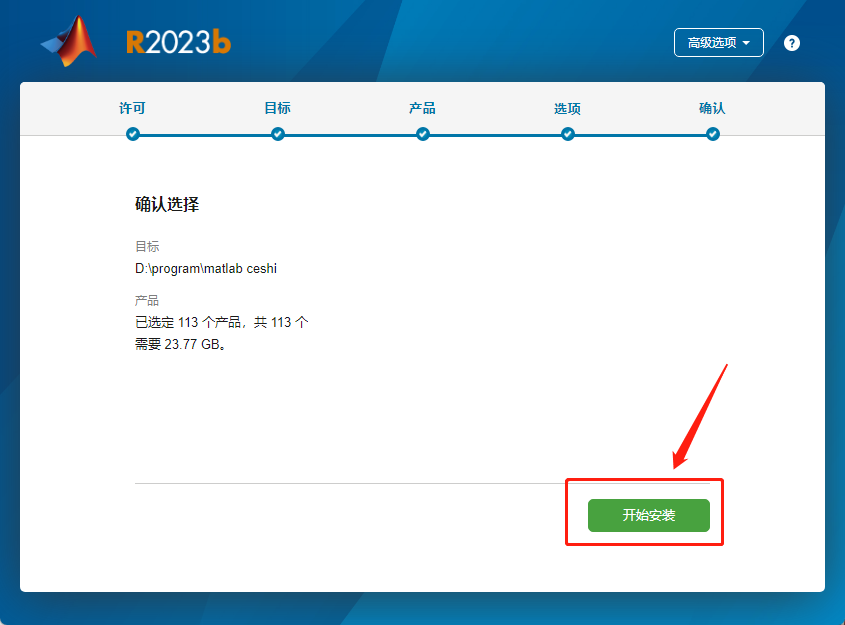 R2023b
高级选项
?
许可
目标
产品
选项
确认
确认选择
目标
D:\program\matlab ceshi
产品
已选定 113 个产品，共 113 个
需要 23.77 GB。
开始安装